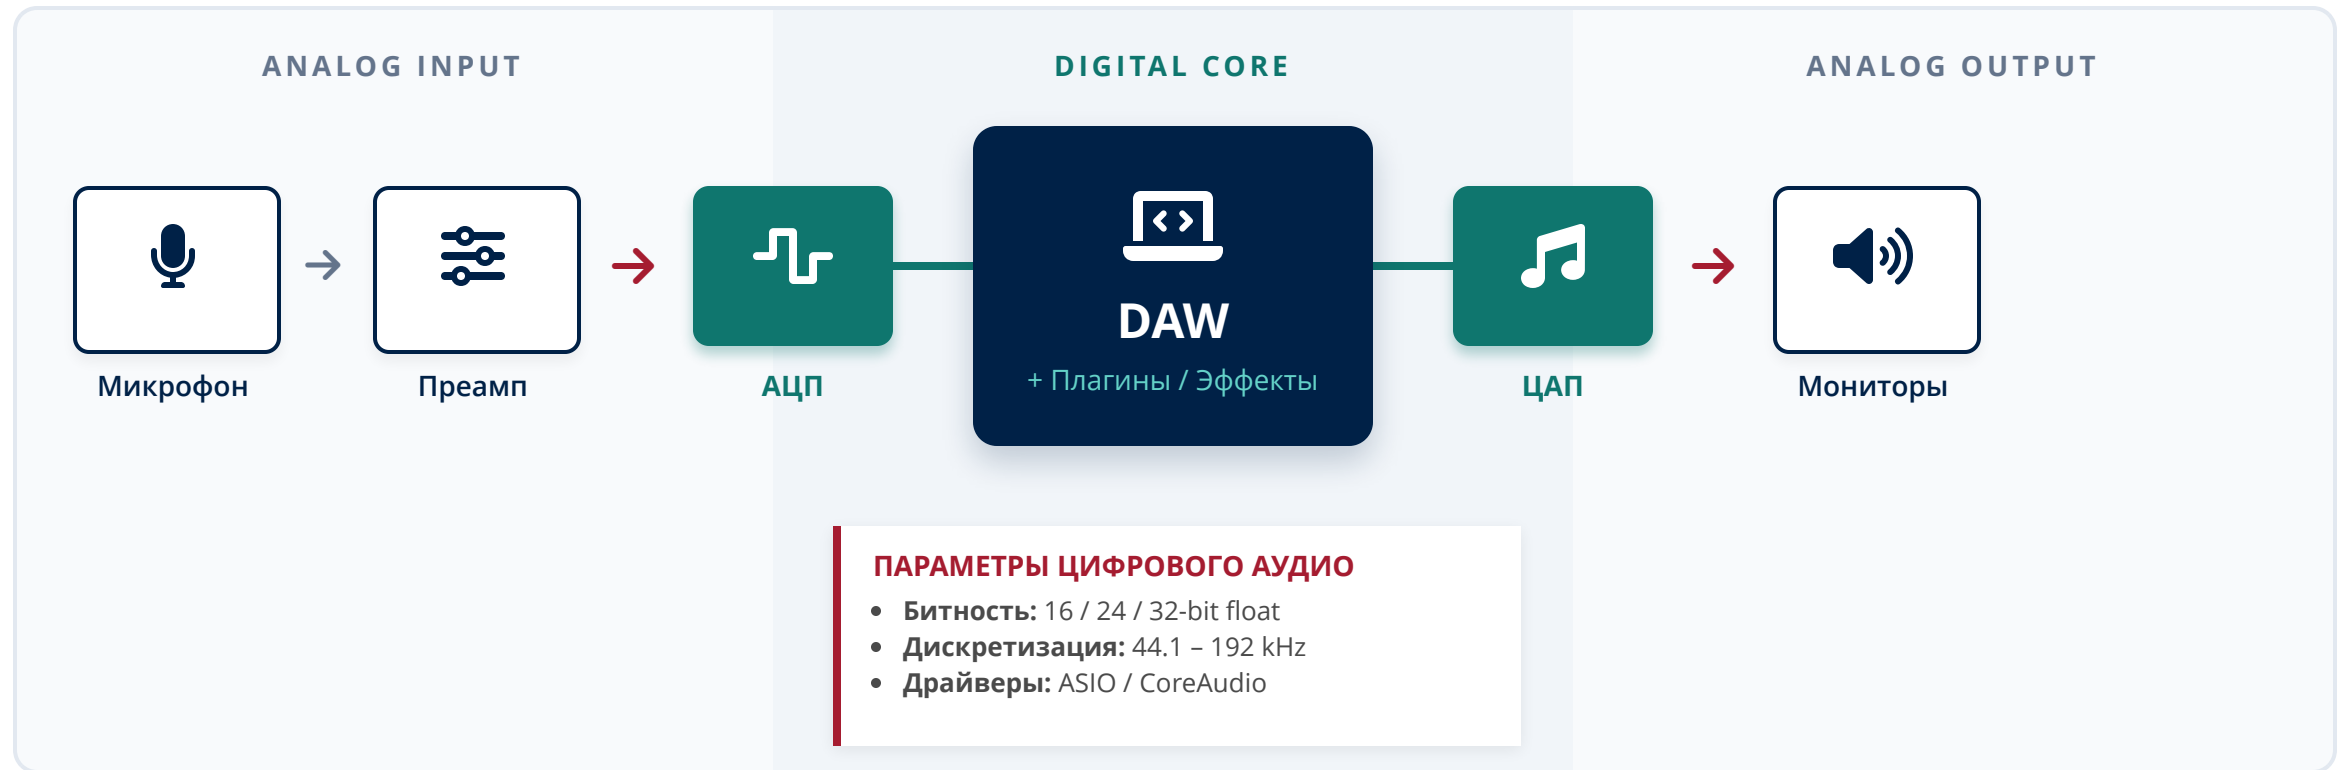 ANALOG INPUT
DIGITAL CORE
ANALOG OUTPUT
Микрофон
Преамп
АЦП
DAW
+ Плагины / Эффекты
ЦАП
Мониторы
ПАРАМЕТРЫ ЦИФРОВОГО АУДИО
• Битность: 16 / 24 / 32-bit float
• Дискретизация: 44.1 – 192 kHz
• Драйверы: ASIO / CoreAudio